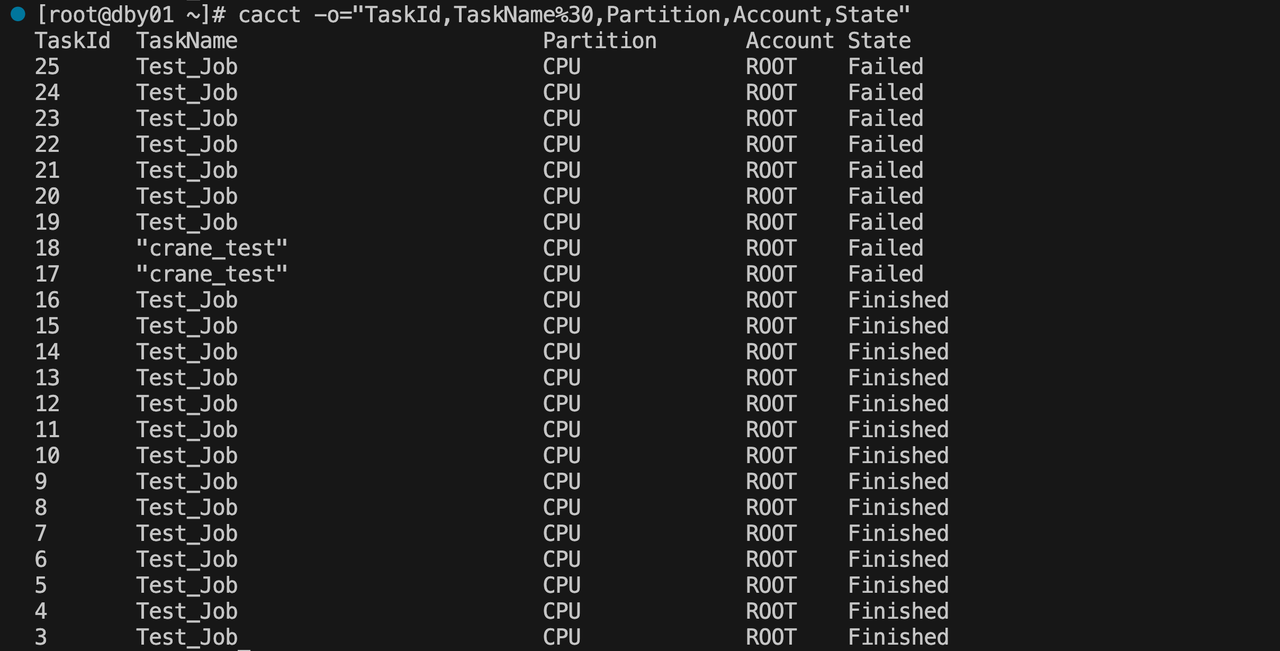 [root@dby01 ~]# cacct -o="TaskId,TaskName%30,Partition,Account,State"
TaskId TaskName Partition Account State
25 Test_Job CPU ROOT Failed
24 Test_Job CPU ROOT Failed
23 Test_Job CPU ROOT Failed
22 Test_Job CPU ROOT Failed
21 Test_Job CPU ROOT Failed
20 Test_Job CPU ROOT Failed
19 Test_Job CPU ROOT Failed
18 "crane_test" CPU ROOT Failed
17 "crane_test" CPU ROOT Failed
16 Test_Job CPU ROOT Finished
15 Test_Job CPU ROOT Finished
14 Test_Job CPU ROOT Finished
13 Test_Job CPU ROOT Finished
12 Test_Job CPU ROOT Finished
11 Test_Job CPU ROOT Finished
10 Test_Job CPU ROOT Finished
9 Test_Job CPU ROOT Finished
8 Test_Job CPU ROOT Finished
7 Test_Job CPU ROOT Finished
6 Test_Job CPU ROOT Finished
5 Test_Job CPU ROOT Finished
4 Test_Job CPU ROOT Finished
3 Test_Job CPU ROOT Finished